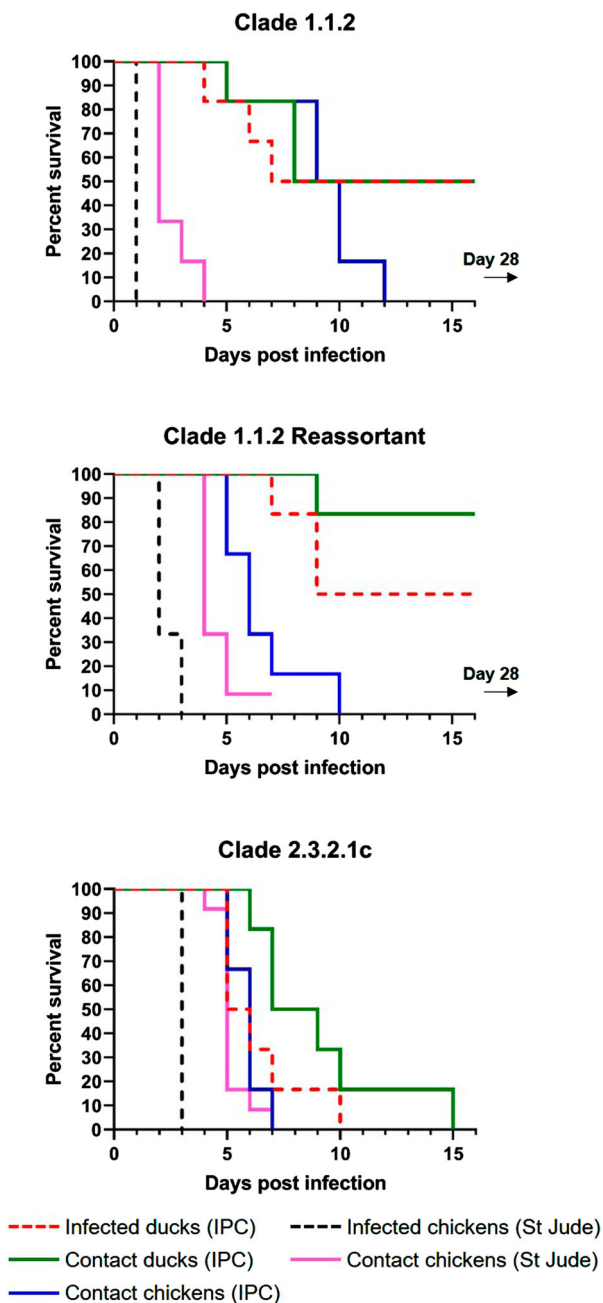 Clade 1.1.2
Percent survival
100
90
80
70
60
50
40
30
20
10
0
0 5 10 15
Day 28
Days post infection
Clade 1.1.2 Reassortant
Percent survival
100
90
80
70
60
50
40
30
20
10
0
0 5 10 15
Day 28
Days post infection
Clade 2.3.2.1c
Percent survival
100
90
80
70
60
50
40
30
20
10
0
0 5 10 15
Days post infection
Infected ducks (IPC) Infected chickens (St Jude)
Contact ducks (IPC) Contact chickens (St Jude)
Contact chickens (IPC)